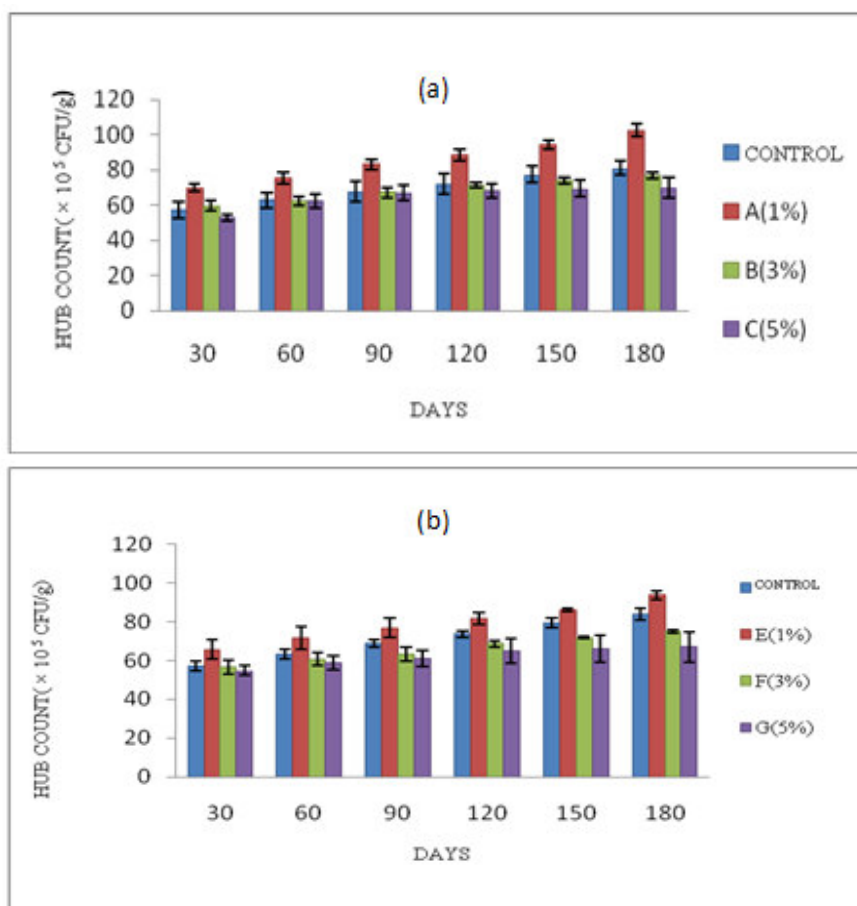 (a)
120
100
80
60
40
20
0
HUB COUNT( × 10⁵ CFU/g)
30 60 90 120 150 180
DAYS
CONTROL
A(1%)
B(3%)
C(5%)
(b)
120
100
80
60
40
20
0
HUB COUNT( × 10⁵ CFU/g)
30 60 90 120 150 180
DAYS
CONTROL
E(1%)
F(3%)
G(5%)